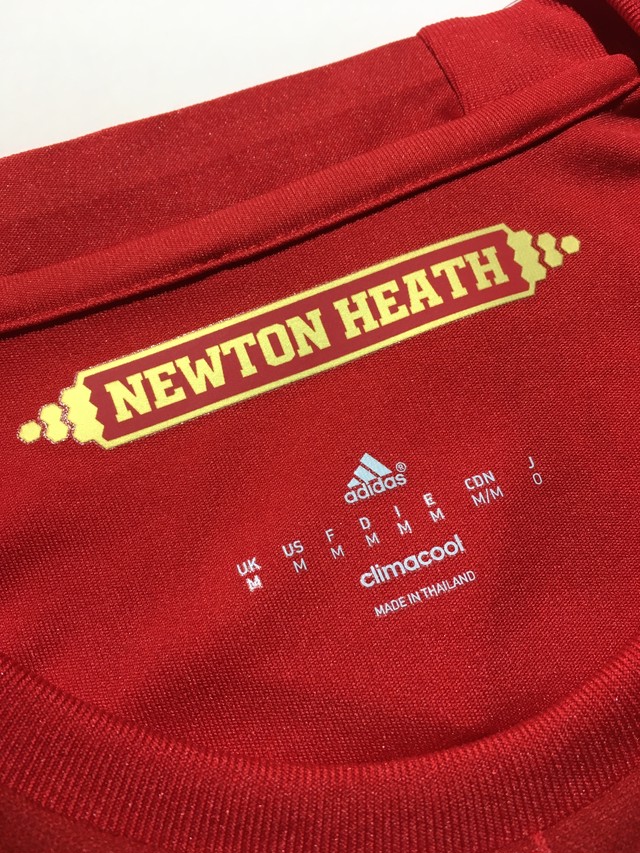 NEWTON HEATH
adidas®
UK US F D I E CDN J
M M M M M M M/M O
climacool
MADE IN THAILAND